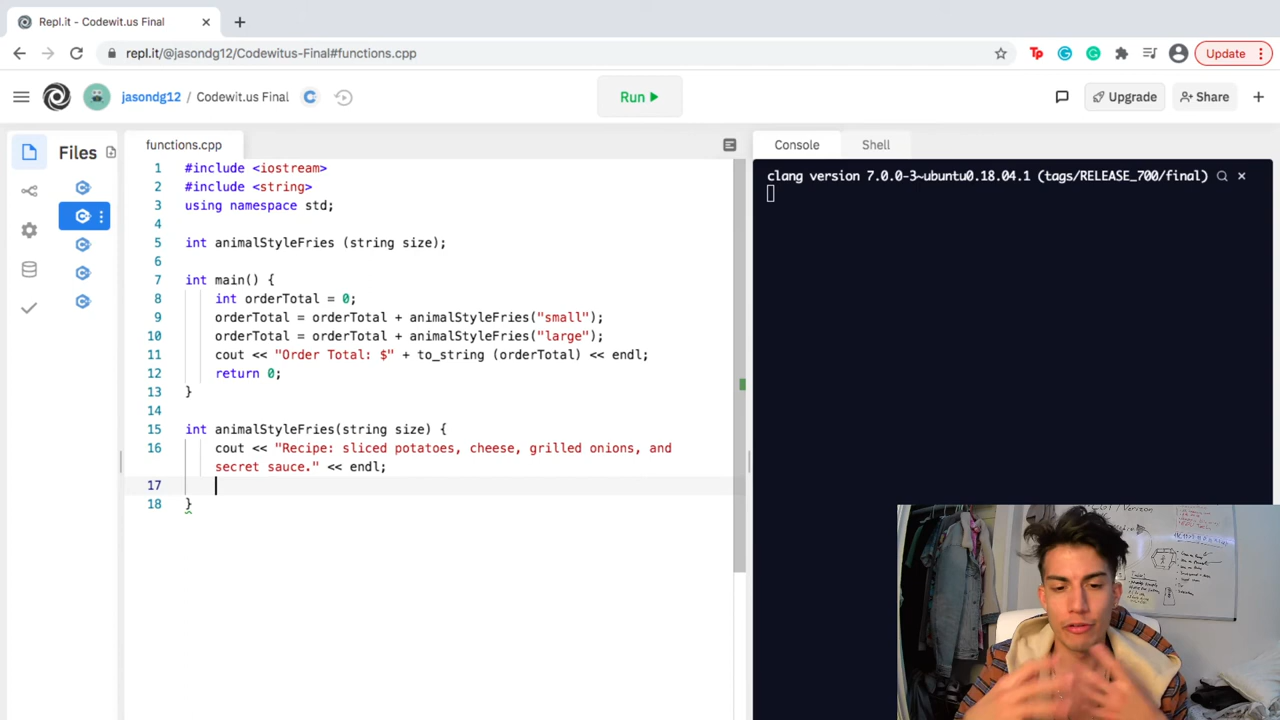 Repl.it - Codewit.us Final
repl.it/@jasondg12/Codewitus-Final#functions.cpp
Update
jasondg12 / Codewit.us Final
Run
Upgrade
Share
Files
functions.cpp
Console
Shell
1 #include <iostream>
2 #include <string>
3 using namespace std;
4
5 int animalStyleFries (string size);
6
7 int main() {
8 int orderTotal = 0;
9 orderTotal = orderTotal + animalStyleFries("small");
10 orderTotal = orderTotal + animalStyleFries("large");
11 cout << "Order Total: $" + to_string (orderTotal) << endl;
12 return 0;
13 }
14
15 int animalStyleFries(string size) {
16 cout << "Recipe: sliced potatoes, cheese, grilled onions, and
secret sauce." << endl;
17
18 }
clang version 7.0.0-3~ubuntu0.18.04.1 (tags/RELEASE_700/final)